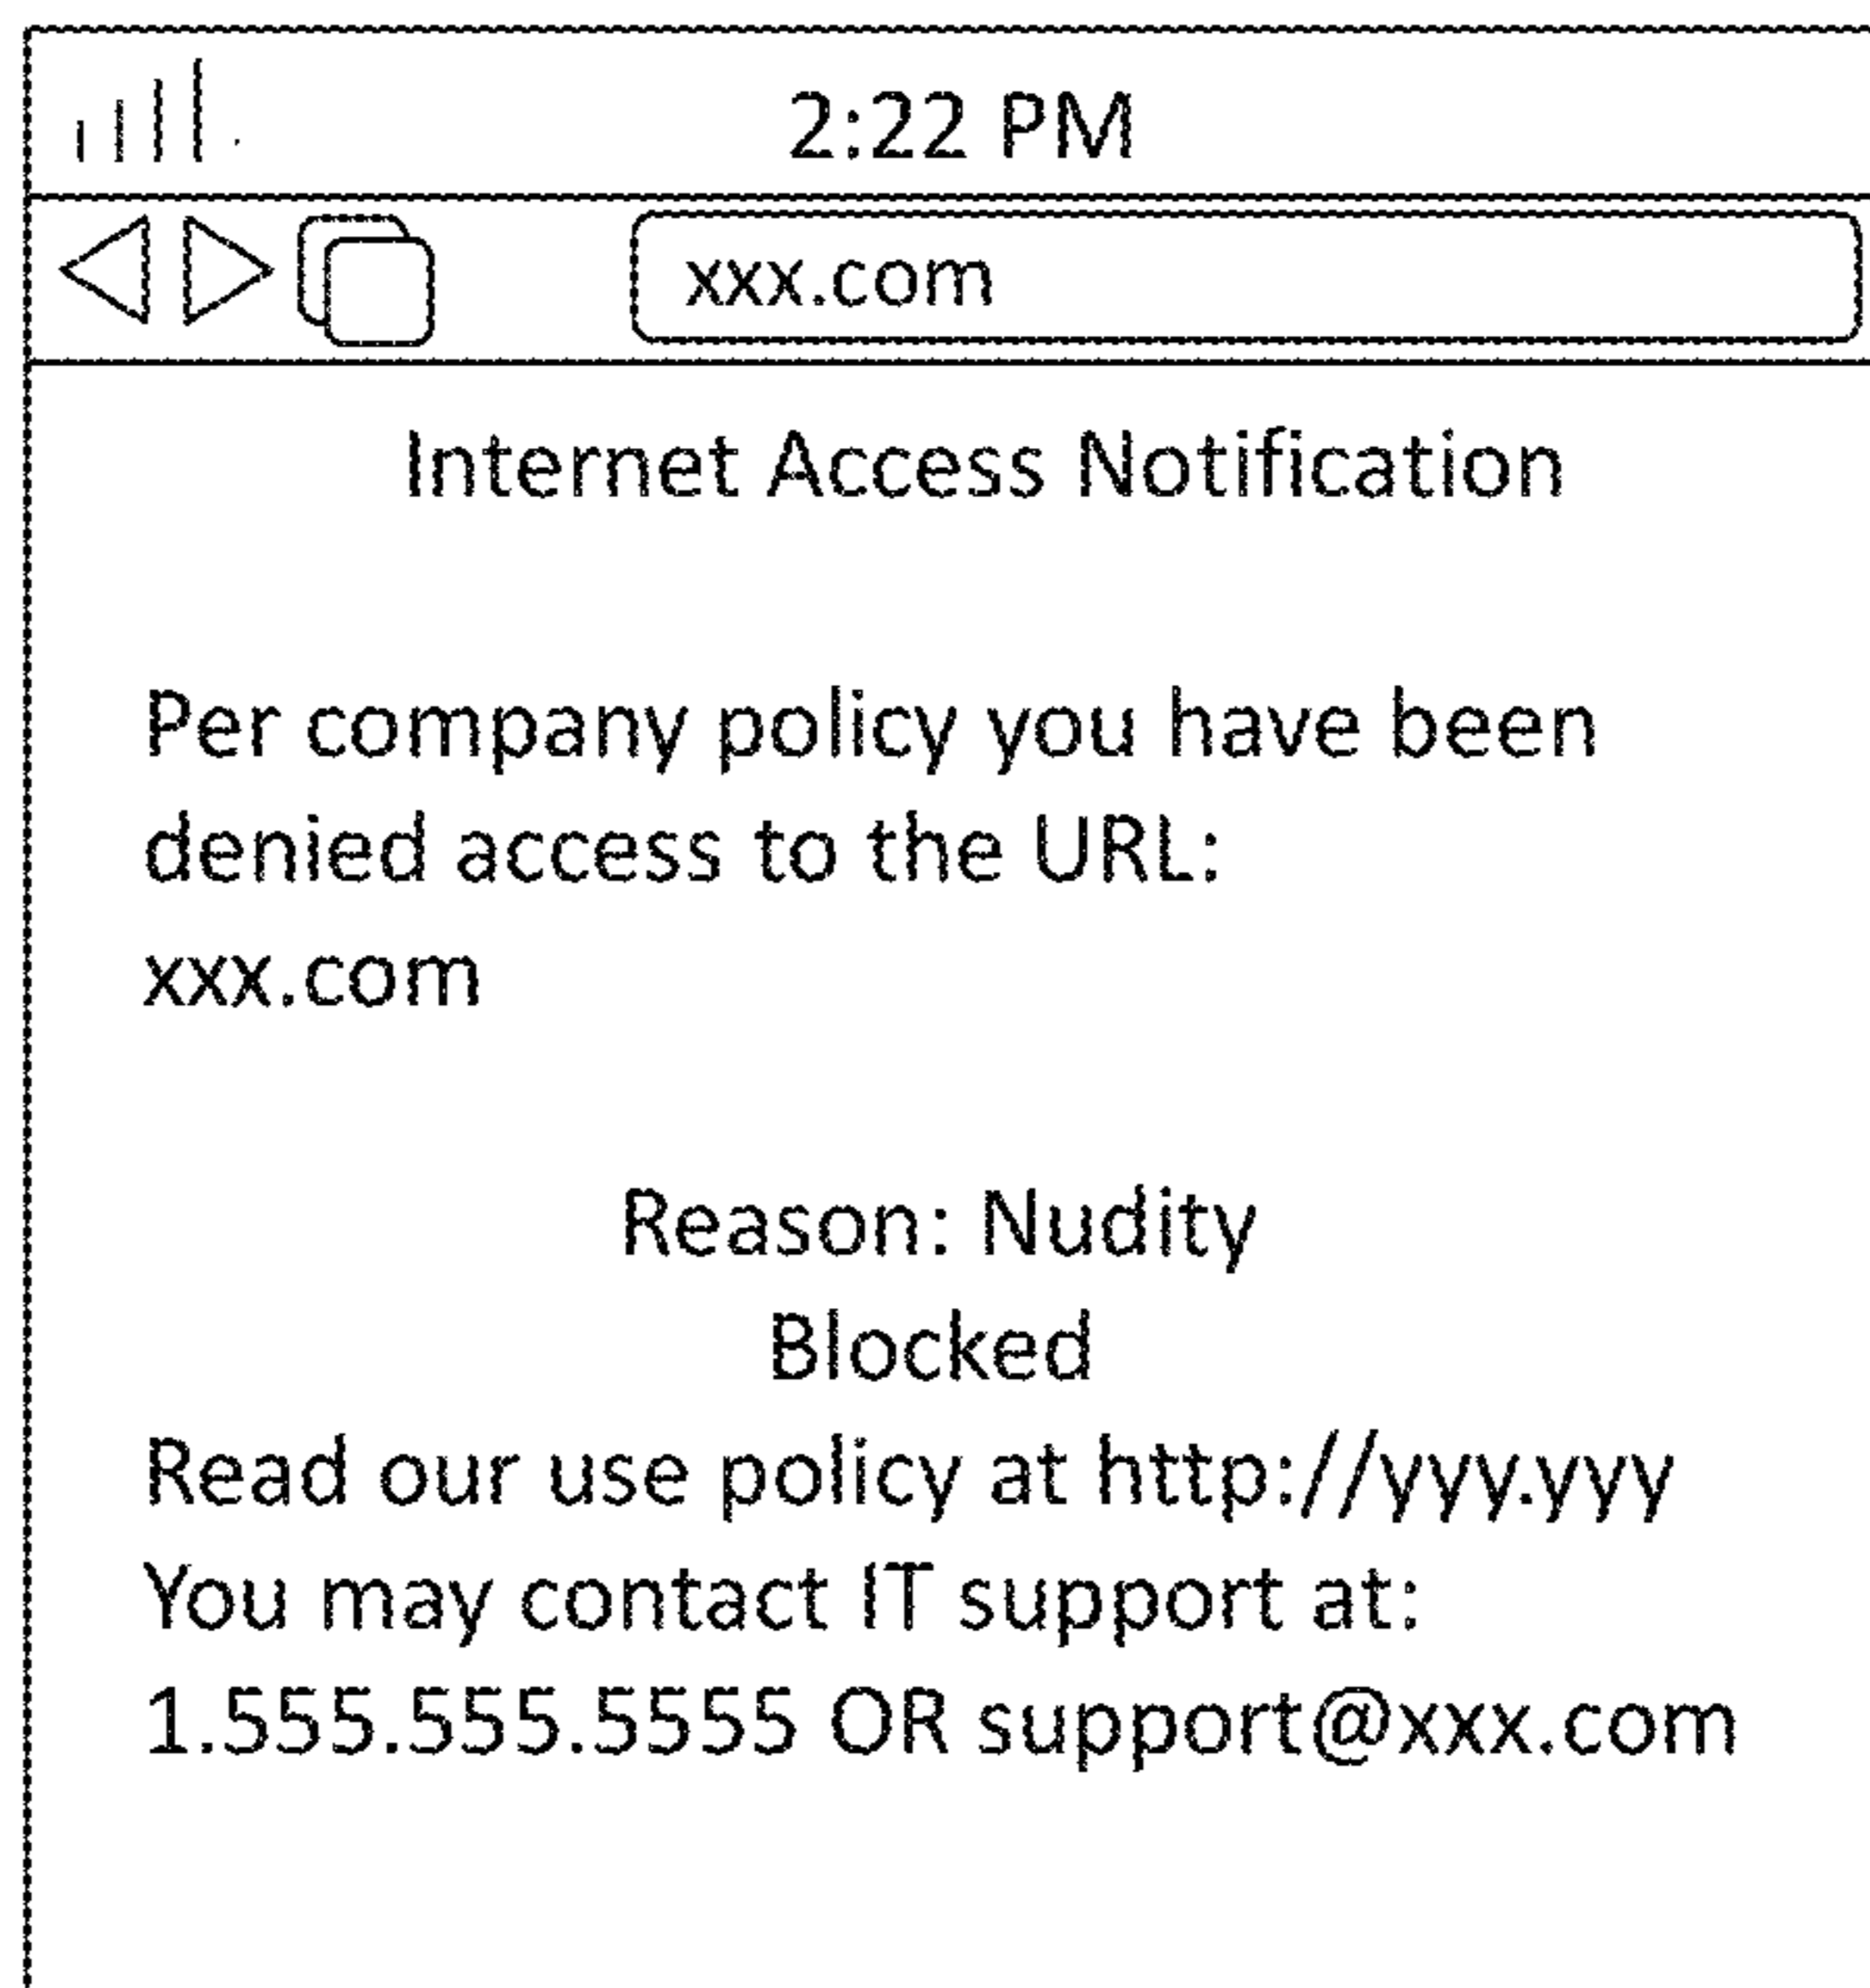 2:22 PM
xxx.com
Internet Access Notification
Per company policy you have been
denied access to the URL:
xxx.com
Reason: Nudity
Blocked
Read our use policy at http://yyy.yyy
You may contact IT support at:
1.555.555.5555 OR support@xxx.com